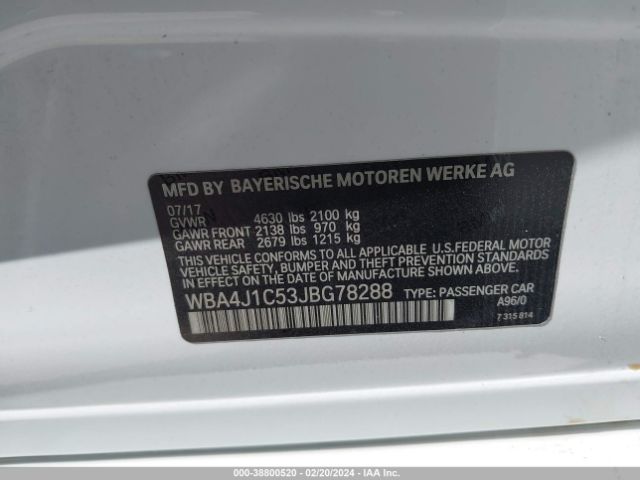 MFD BY BAYERISCHE MOTOREN WERKE AG
07/17
GVWR 4630 lbs 2100 kg
GAWR FRONT 2138 lbs 970 kg
GAWR REAR 2679 lbs 1215 kg
THIS VEHICLE CONFORMS TO ALL APPLICABLE U.S.FEDERAL MOTOR
VEHICLE SAFETY, BUMPER, AND THEFT PREVENTION STANDARDS
IN EFFECT ON THE DATE OF MANUFACTURE SHOWN ABOVE.
WBA4J1C53JBG78288 TYPE: PASSENGER CAR
A96/0
7 315 814
000-38800520 | 02/20/2024 | IAA Inc.